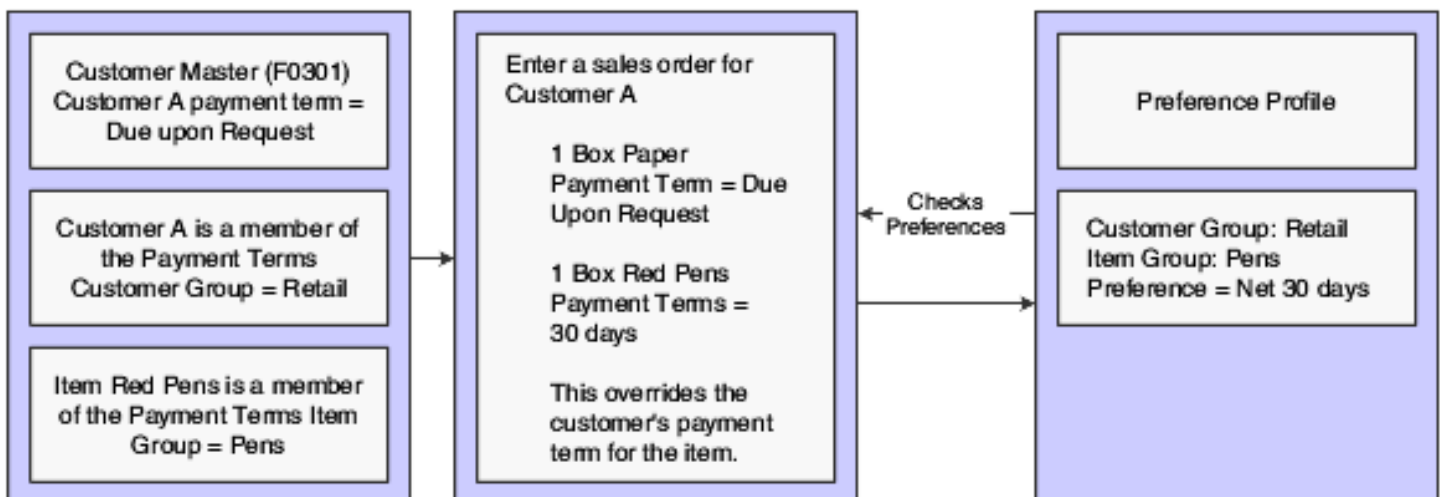 Customer Master (F0301)
Customer A payment term =
Due upon Request
Customer A is a member of
the Payment Terms
Customer Group = Retail
Item Red Pens is a member
of the Payment Terms Item
Group = Pens
Enter a sales order for
Customer A
1 Box Paper
Payment Term = Due
Upon Request
1 Box Red Pens
Payment Terms =
30 days
This overrides the
customer's payment
term for the item.
Checks
Preferences
Preference Profile
Customer Group: Retail
Item Group: Pens
Preference = Net 30 days